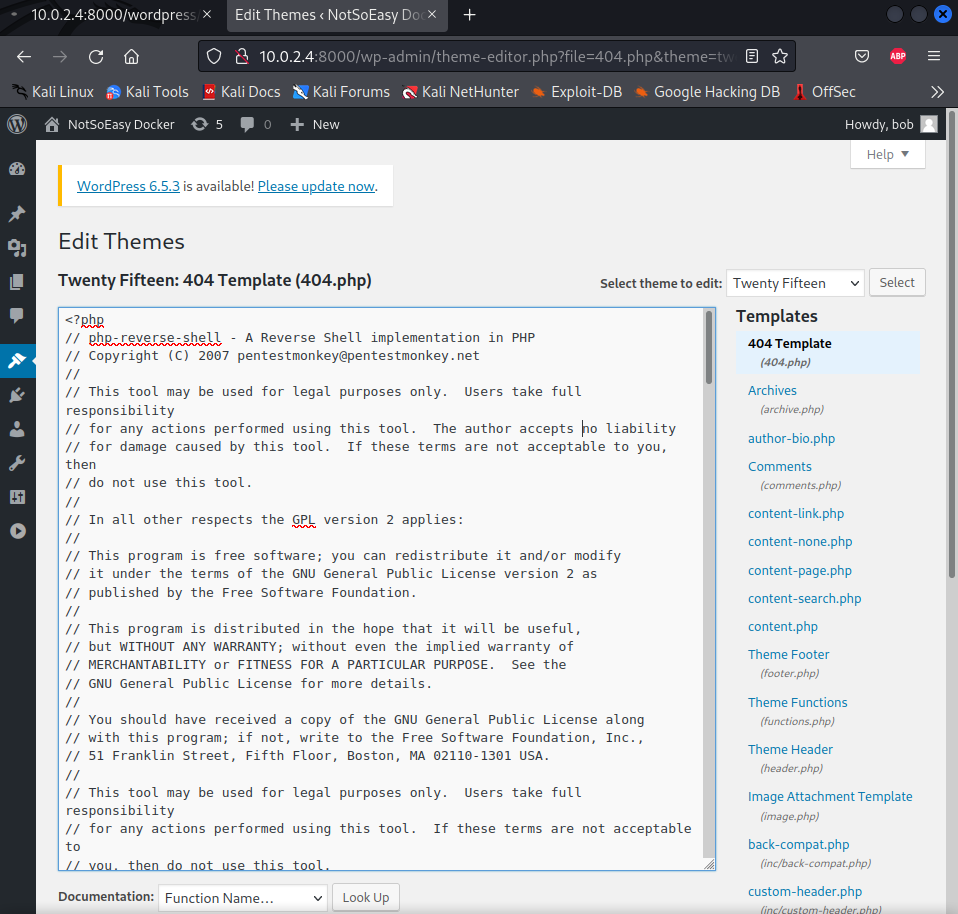 10.0.2.4:8000/wordpress
Edit Themes ‹ NotSoEasy Doc
10.0.2.4:8000/wp-admin/theme-editor.php?file=404.php&theme=tw
ABP
Kali Linux Kali Tools Kali Docs Kali Forums Kali NetHunter Exploit-DB Google Hacking DB OffSec
NotSoEasy Docker 5 0 New Howdy, bob
Help
WordPress 6.5.3 is available! Please update now.
Edit Themes
Twenty Fifteen: 404 Template (404.php)
Select theme to edit: Twenty Fifteen Select
<?php
// php-reverse-shell - A Reverse Shell implementation in PHP
// Copyright (C) 2007 pentestmonkey@pentestmonkey.net
//
// This tool may be used for legal purposes only.  Users take full
responsibility
// for any actions performed using this tool.  The author accepts no liability
// for damage caused by this tool.  If these terms are not acceptable to you,
then
// do not use this tool.
//
// In all other respects the GPL version 2 applies:
//
// This program is free software; you can redistribute it and/or modify
// it under the terms of the GNU General Public License version 2 as
// published by the Free Software Foundation.
//
// This program is distributed in the hope that it will be useful,
// but WITHOUT ANY WARRANTY; without even the implied warranty of
// MERCHANTABILITY or FITNESS FOR A PARTICULAR PURPOSE.  See the
// GNU General Public License for more details.
//
// You should have received a copy of the GNU General Public License along
// with this program; if not, write to the Free Software Foundation, Inc.,
// 51 Franklin Street, Fifth Floor, Boston, MA 02110-1301 USA.
//
// This tool may be used for legal purposes only.  Users take full
responsibility
// for any actions performed using this tool.  If these terms are not acceptable
to
// you, then do not use this tool.
Templates
404 Template
(404.php)
Archives
(archive.php)
author-bio.php
Comments
(comments.php)
content-link.php
content-none.php
content-page.php
content-search.php
content.php
Theme Footer
(footer.php)
Theme Functions
(functions.php)
Theme Header
(header.php)
Image Attachment Template
(image.php)
back-compat.php
(inc/back-compat.php)
custom-header.php
(inc/custom-header.php)
Documentation: Function Name… Look Up